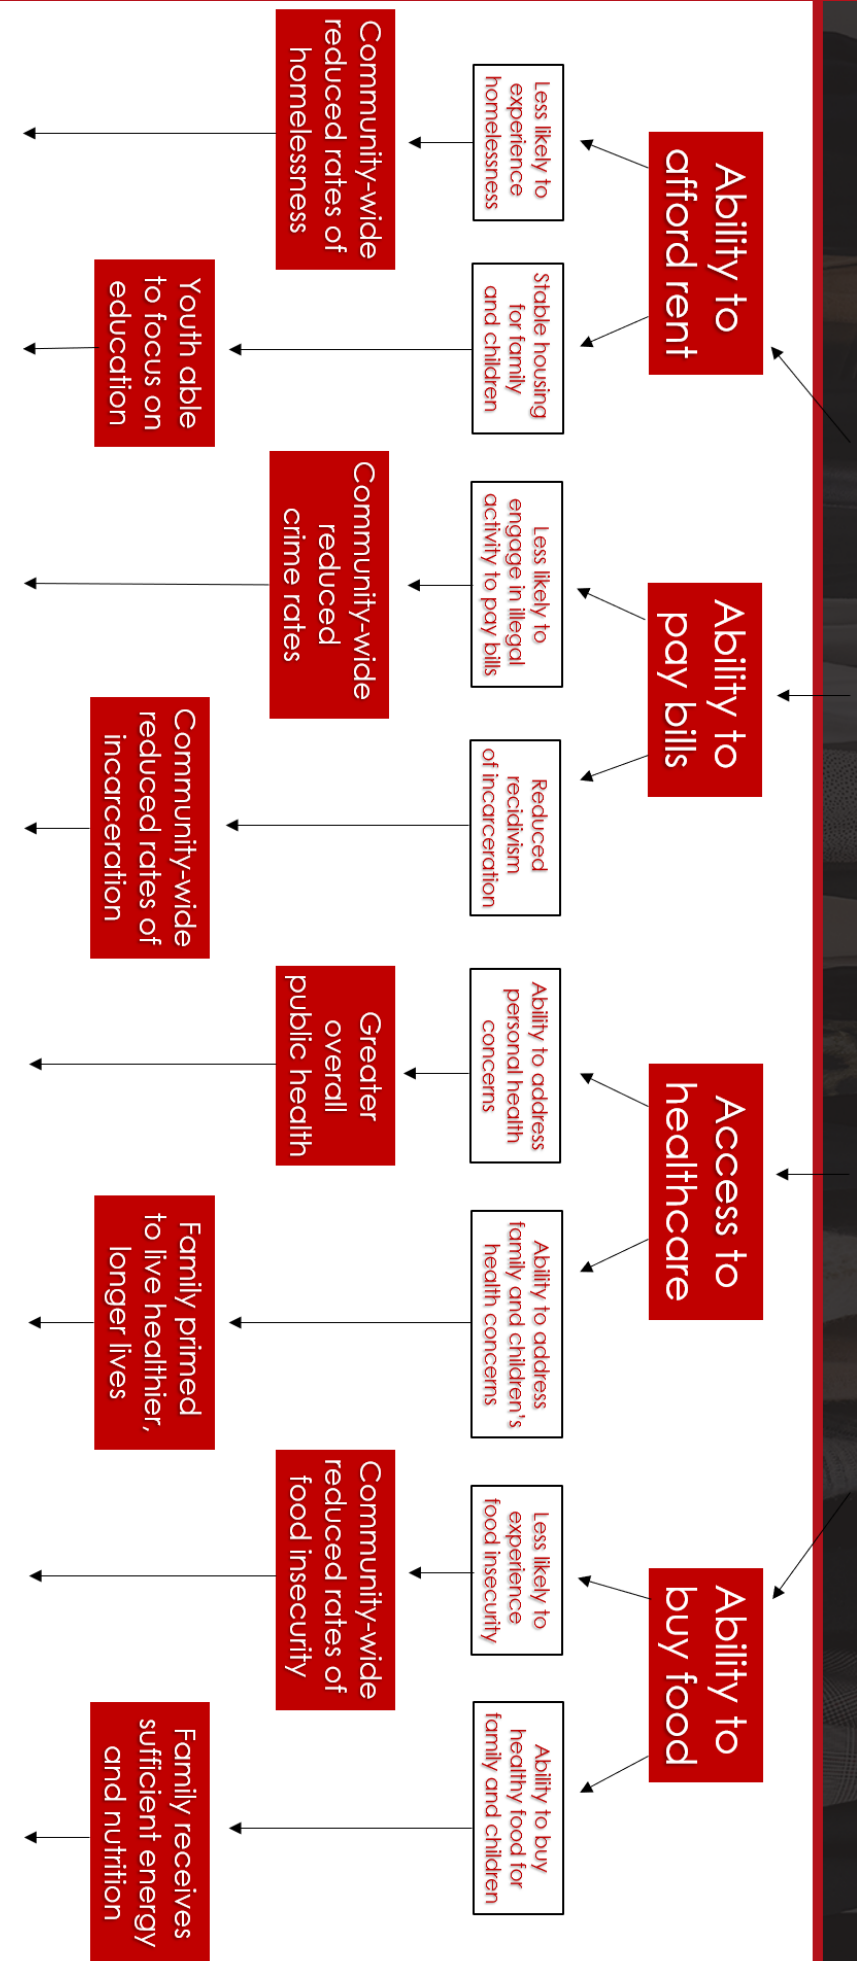 Ability to
afford rent
Ability to
pay bills
Access to
healthcare
Ability to
buy food
Less likely to
experience
homelessness
Stable housing
for family
and children
Less likely to
engage in illegal
activity to pay bills
Reduced
recidivism
of incarceration
Ability to address
personal health
concerns
Ability to address
family and children's
health concerns
Less likely to
experience
food insecurity
Ability to buy
healthy food for
family and children
Community-wide
reduced rates of
homelessness
Community-wide
reduced
crime rates
Greater
overall
public health
Community-wide
reduced rates of
food insecurity
Youth able
to focus on
education
Community-wide
reduced rates of
incarceration
Family primed
to live healthier,
longer lives
Family receives
sufficient energy
and nutrition